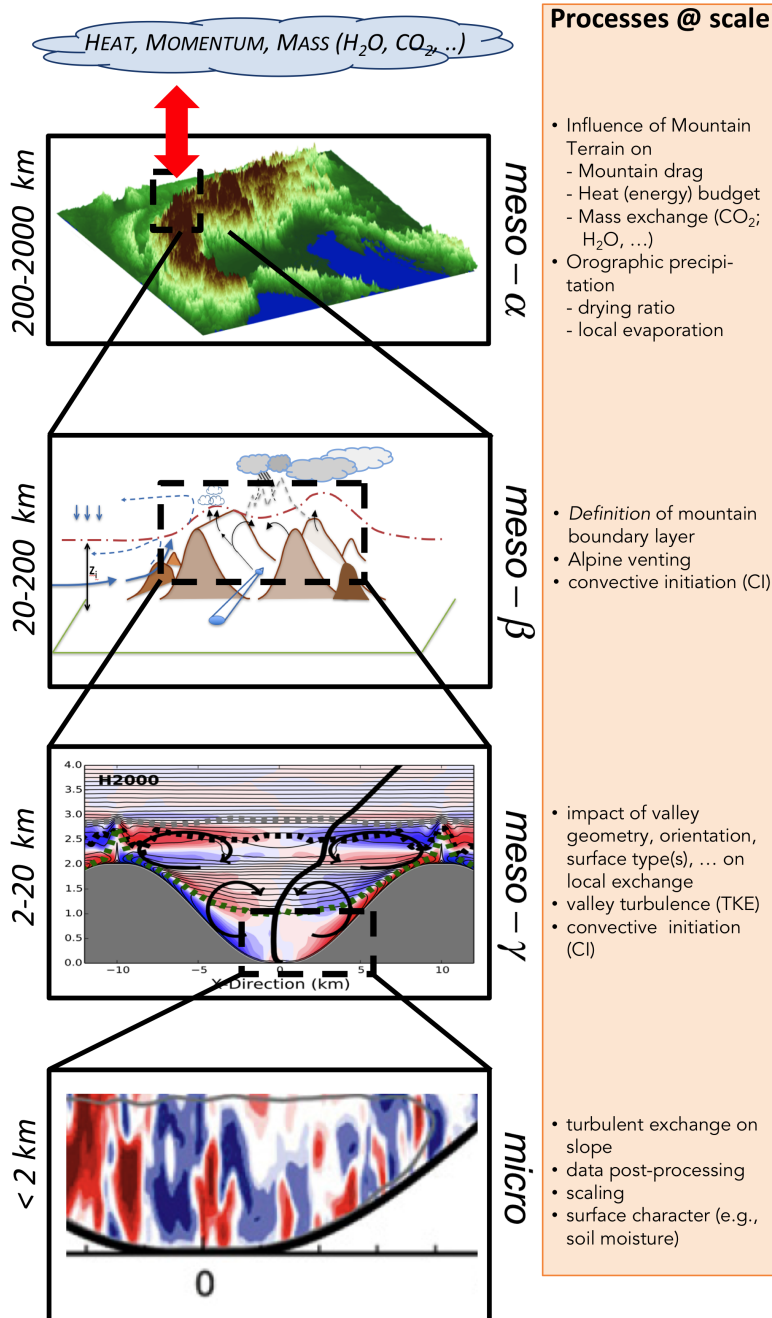 Processes @ scale
HEAT, MOMENTUM, MASS (H₂O, CO₂, ..)
200-2000 km
meso – α
• Influence of Mountain
Terrain on
- Mountain drag
- Heat (energy) budget
- Mass exchange (CO₂;
H₂O, …)
• Orographic precipi-
tation
- drying ratio
- local evaporation
20-200 km
zᵢ
meso – β
• Definition of mountain
boundary layer
• Alpine venting
• convective initiation (CI)
2-20 km
H2000
4.0
3.5
3.0
2.5
2.0
1.5
1.0
0.5
0.0
−10
−5
0
5
10
X-Direction (km)
meso – γ
• impact of valley
geometry, orientation,
surface type(s), … on
local exchange
• valley turbulence (TKE)
• convective initiation
(CI)
< 2 km
0
micro
• turbulent exchange on
slope
• data post-processing
• scaling
• surface character (e.g.,
soil moisture)